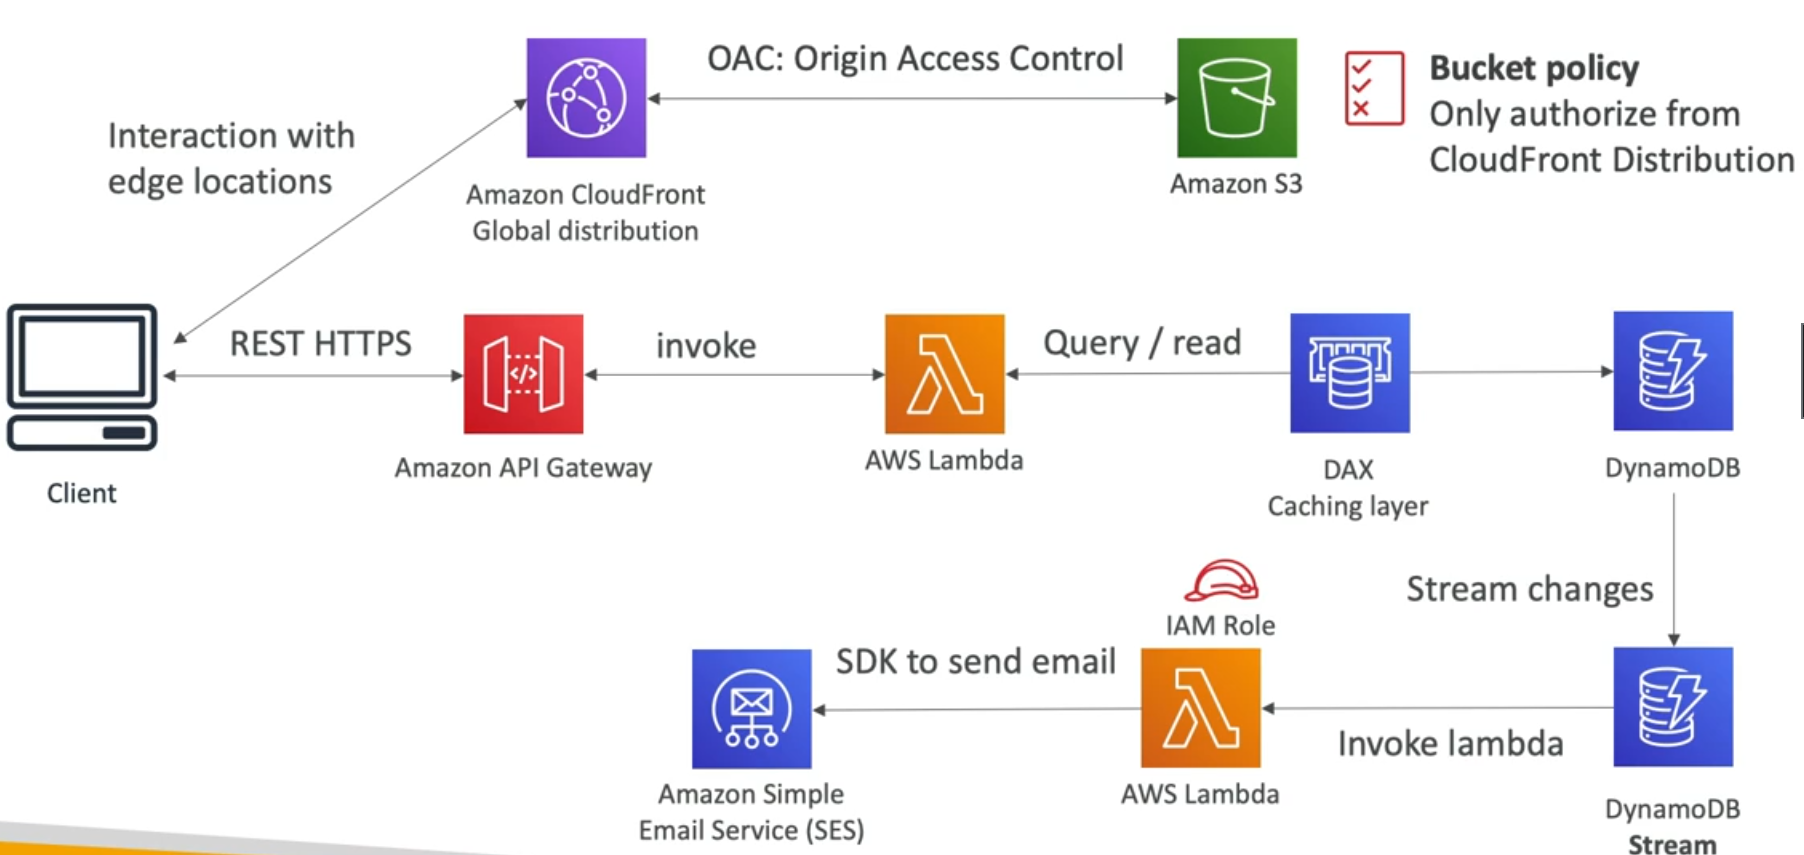 OAC: Origin Access Control
Bucket policy
Only authorize from
CloudFront Distribution
Interaction with
edge locations
Amazon CloudFront
Global distribution
Amazon S3
REST HTTPS
invoke
Query / read
</>
Client
Amazon API Gateway
AWS Lambda
DAX
Caching layer
DynamoDB
Stream changes
IAM Role
SDK to send email
Invoke lambda
Amazon Simple
Email Service (SES)
AWS Lambda
DynamoDB
Stream